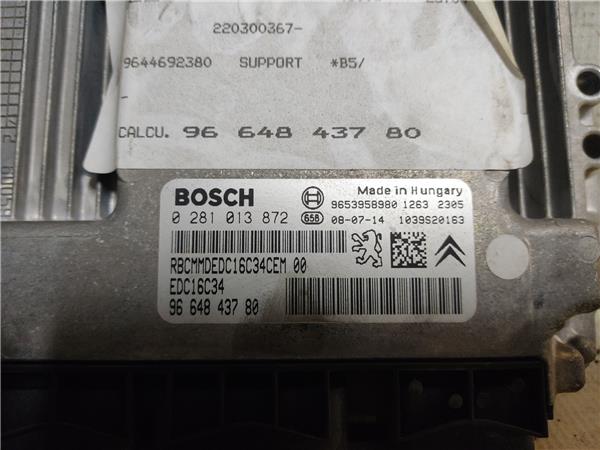 220300367-
9644692380 SUPPORT *B5/
CALCU. 96 648 437 80
BOSCH
Made in Hungary
9653958980 1263 2305
0 281 013 872
658 08-07-14 1039S20163
RBCMMDEDC16C34CEM 00
EDC16C34
96 648 437 80